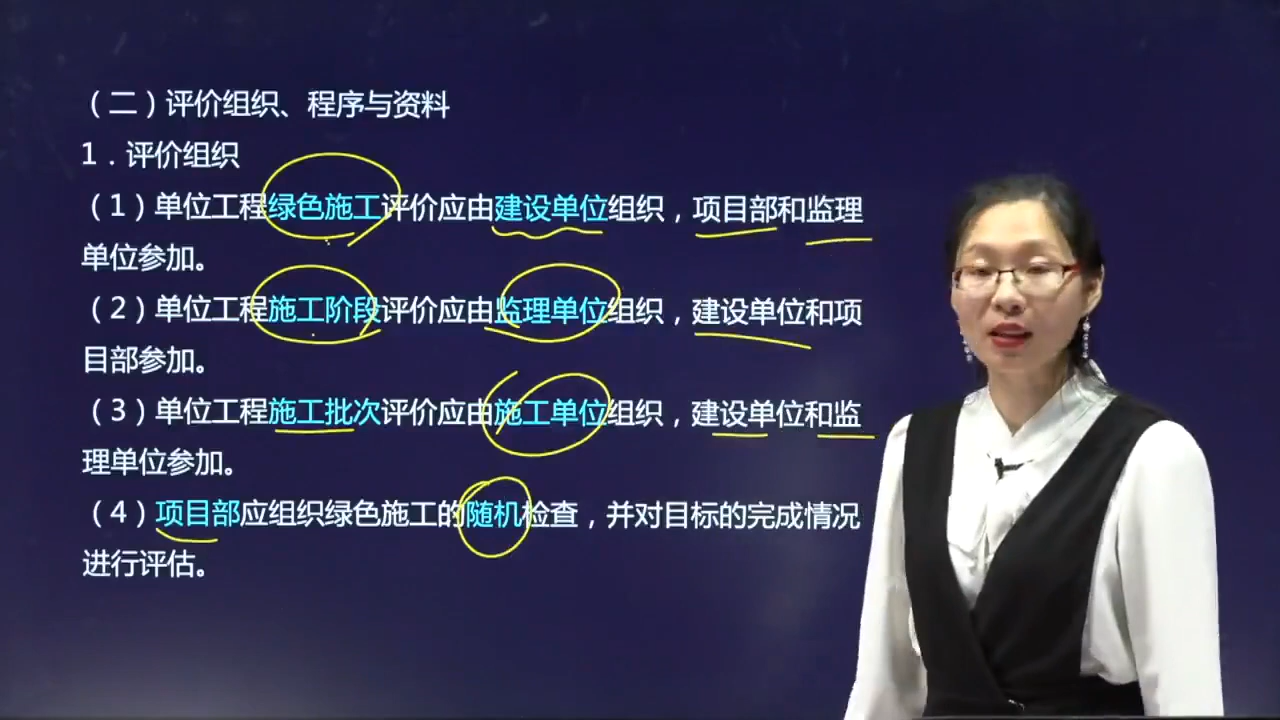 （二）评价组织、程序与资料
1．评价组织
（1）单位工程绿色施工评价应由建设单位组织，项目部和监理
单位参加。
（2）单位工程施工阶段评价应由监理单位组织，建设单位和项
目部参加。
（3）单位工程施工批次评价应由施工单位组织，建设单位和监
理单位参加。
（4）项目部应组织绿色施工的随机检查，并对目标的完成情况
进行评估。